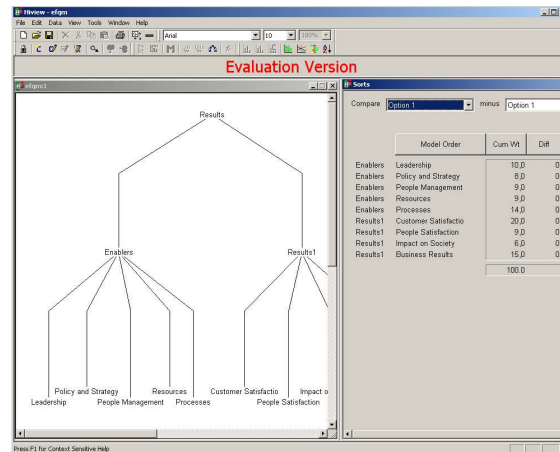 Hiview - efqm
File Edit Data View Tools Window Help
Arial 10 100%
Evaluation Version
efqm:1
Results
Enablers Results1
Policy and Strategy Resources Customer Satisfactio Impact o
Leadership People Management Processes People Satisfaction
Sorts
Compare Option 1 minus Option 1
Model Order Cum Wt Diff
Enablers Leadership 10,0 0
Enablers Policy and Strategy 8,0 0
Enablers People Management 9,0 0
Enablers Resources 9,0 0
Enablers Processes 14,0 0
Results1 Customer Satisfactio 20,0 0
Results1 People Satisfaction 9,0 0
Results1 Impact on Society 6,0 0
Results1 Business Results 15,0 0
100.0
Press F1 for Context Sensitive Help